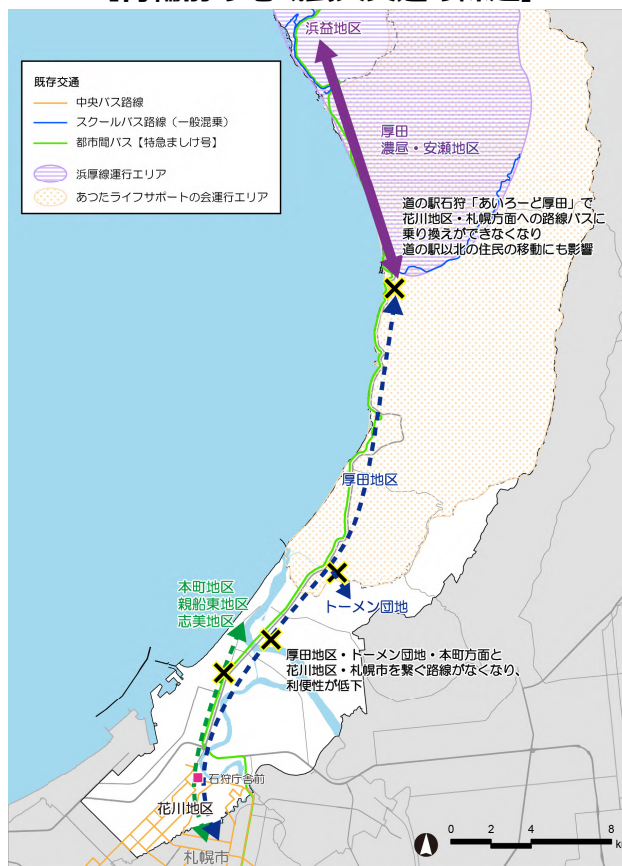 浜益地区
既存交通
中央バス路線
スクールバス路線（一般混乗）
都市間バス【特急ましけ号】
浜厚線運行エリア
あつたライフサポートの会運行エリア
厚田
濃昼・安瀬地区
道の駅石狩「あいろーど厚田」で
花川地区・札幌方面への路線バスに
乗り換えができなくなり
道の駅以北の住民の移動にも影響
厚田地区
本町地区
親船東地区
志美地区
トーメン団地
厚田地区・トーメン団地・本町方面と
花川地区・札幌市を繋ぐ路線がなくなり、
利便性が低下
石狩庁舎前
花川地区
札幌市
0 2 4 8